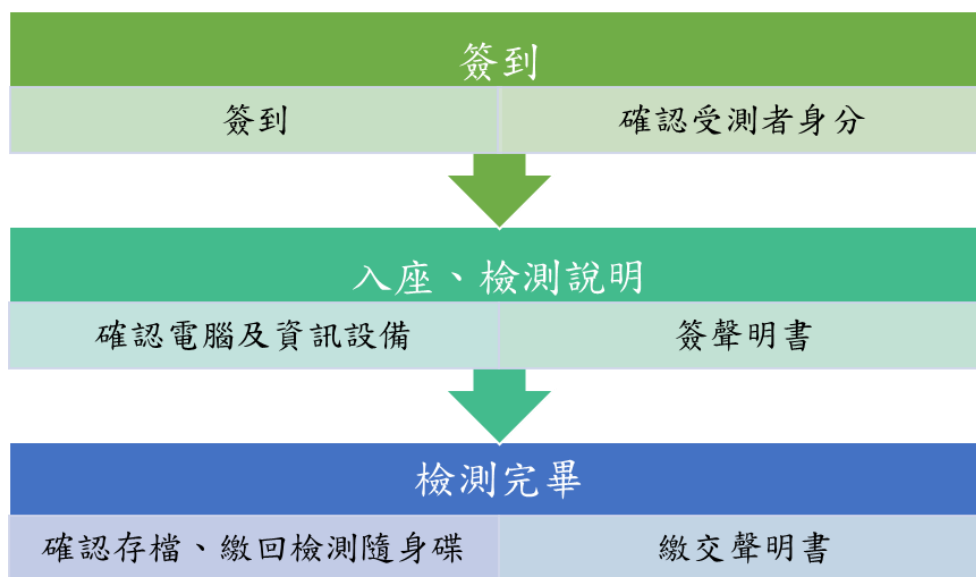 簽到
簽到
確認受測者身分
入座、檢測說明
確認電腦及資訊設備
簽聲明書
檢測完畢
確認存檔、繳回檢測隨身碟
繳交聲明書